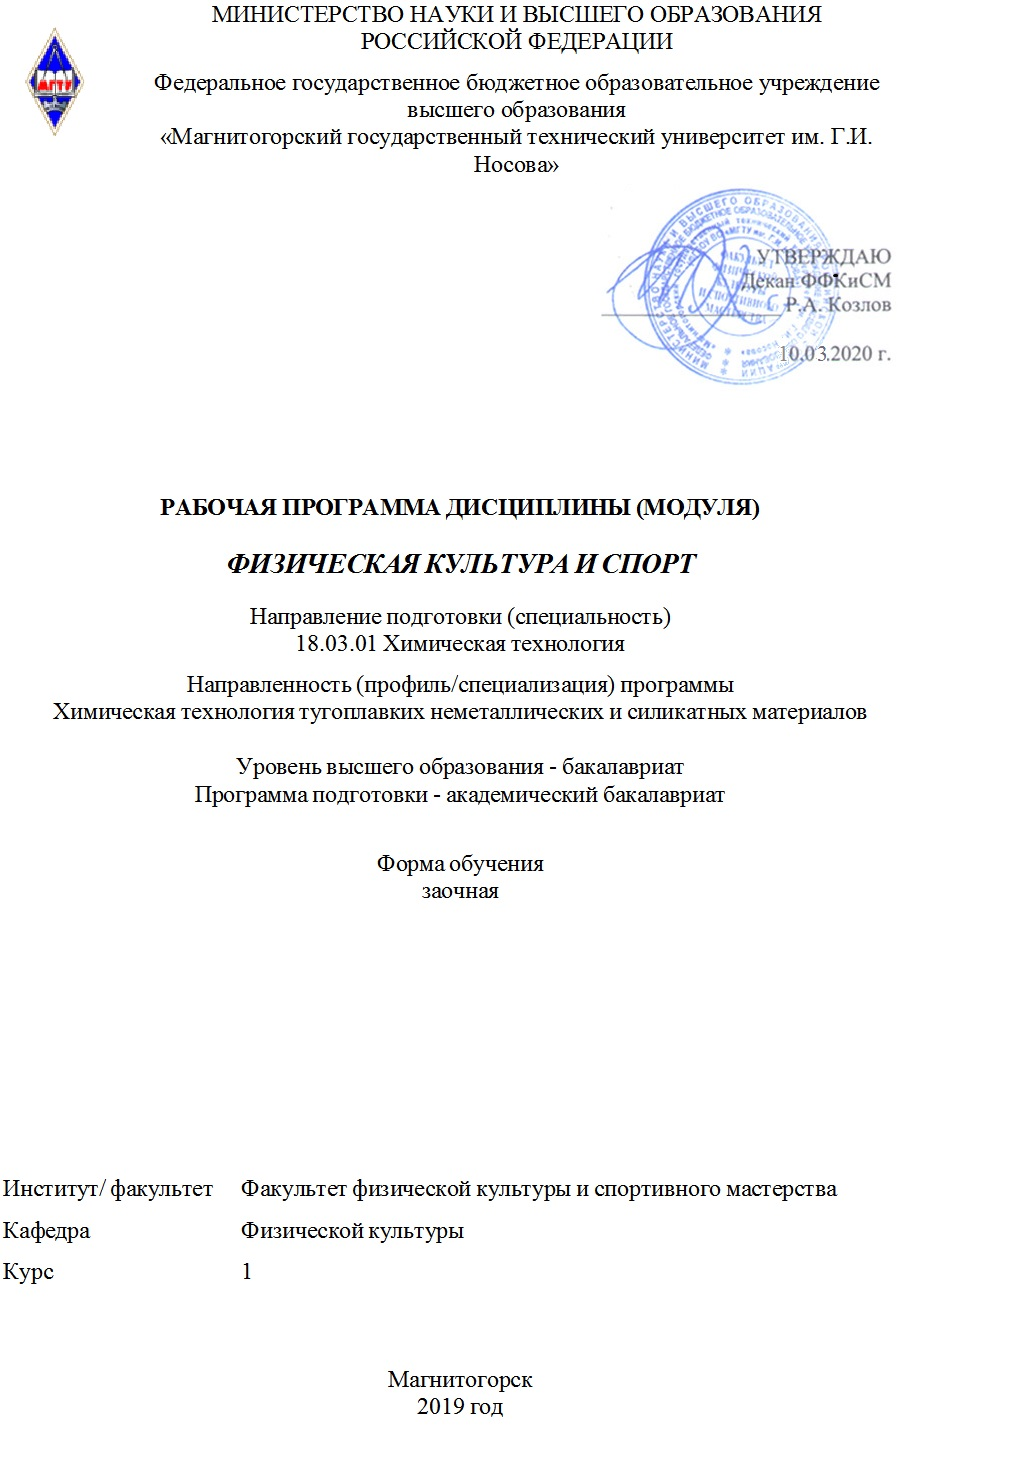 МИНИСТЕРСТВО НАУКИ И ВЫСШЕГО ОБРАЗОВАНИЯ
РОССИЙСКОЙ ФЕДЕРАЦИИ
МГТУ
Федеральное государственное бюджетное образовательное учреждение
высшего образования
«Магнитогорский государственный технический университет им. Г.И.
Носова»
УТВЕРЖДАЮ
Декан ФФКиСМ
Р.А. Козлов
10.03.2020 г.
РАБОЧАЯ ПРОГРАММА ДИСЦИПЛИНЫ (МОДУЛЯ)
ФИЗИЧЕСКАЯ КУЛЬТУРА И СПОРТ
Направление подготовки (специальность)
18.03.01 Химическая технология
Направленность (профиль/специализация) программы
Химическая технология тугоплавких неметаллических и силикатных материалов
Уровень высшего образования - бакалавриат
Программа подготовки - академический бакалавриат
Форма обучения
заочная
Институт/ факультет Факультет физической культуры и спортивного мастерства
Кафедра Физической культуры
Курс 1
Магнитогорск
2019 год